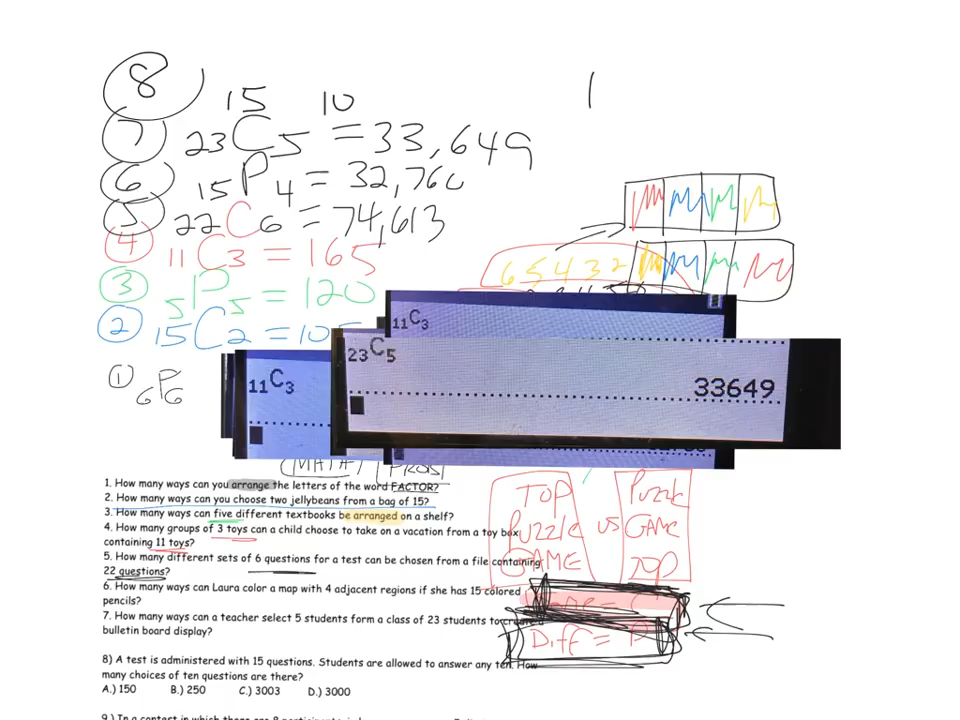 8
15 10
7 23C5 = 33,649
6 15P4 = 32,760
5 22C6 = 74,613
4 11C3 = 165
6 5 4 3 2
3 5P5 = 120
2 15C2 = 105
11C3
23C5
33649
1 6P6
11C3
(MATH) PROB
1. How many ways can you arrange the letters of the word FACTOR?
2. How many ways can you choose two jellybeans from a bag of 15?
3. How many ways can five different textbooks be arranged on a shelf?
4. How many groups of 3 toys can a child choose to take on a vacation from a toy box
containing 11 toys?
5. How many different sets of 6 questions for a test can be chosen from a file containing
22 questions?
6. How many ways can Laura color a map with 4 adjacent regions if she has 15 colored
pencils?
7. How many ways can a teacher select 5 students form a class of 23 students to create a
bulletin board display?
8) A test is administered with 15 questions. Students are allowed to answer any ten. How
many choices of ten questions are there?
A.) 150 B.) 250 C.) 3003 D.) 3000
TOP
PUZZLE
GAME
VS
PUZZLE
GAME
TOP
= C
Diff = P